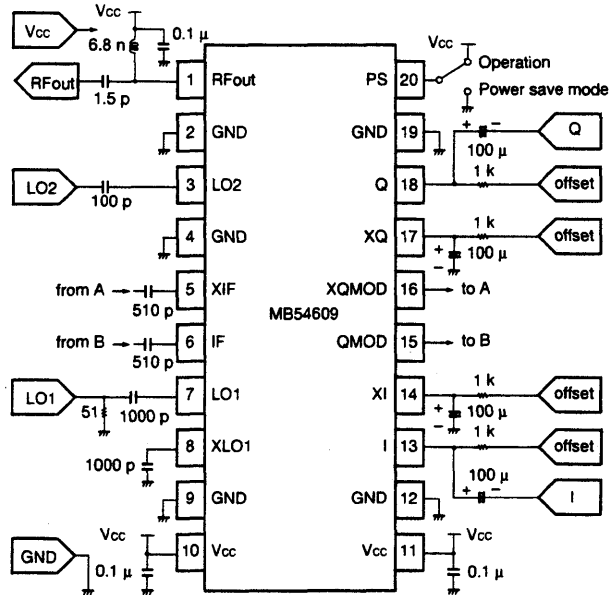 Vcc
Vcc
0.1 µ
6.8 n
RFout
1.5 p
1 RFout
PS 20
Vcc
Operation
Power save mode
2 GND
GND 19
+ −
100 µ
Q
LO2
100 p
3 LO2
Q 18
1 k
offset
4 GND
XQ 17
1 k
offset
+
−
100 µ
from A
510 p
5 XIF
XQMOD 16
to A
MB54609
from B
510 p
6 IF
QMOD 15
to B
LO1
51
1000 p
7 LO1
XI 14
1 k
offset
+
−
100 µ
1000 p
8 XLO1
I 13
1 k
offset
100 µ
+ −
I
9 GND
GND 12
GND
Vcc
0.1 µ
10 Vcc
Vcc 11
Vcc
0.1 µ